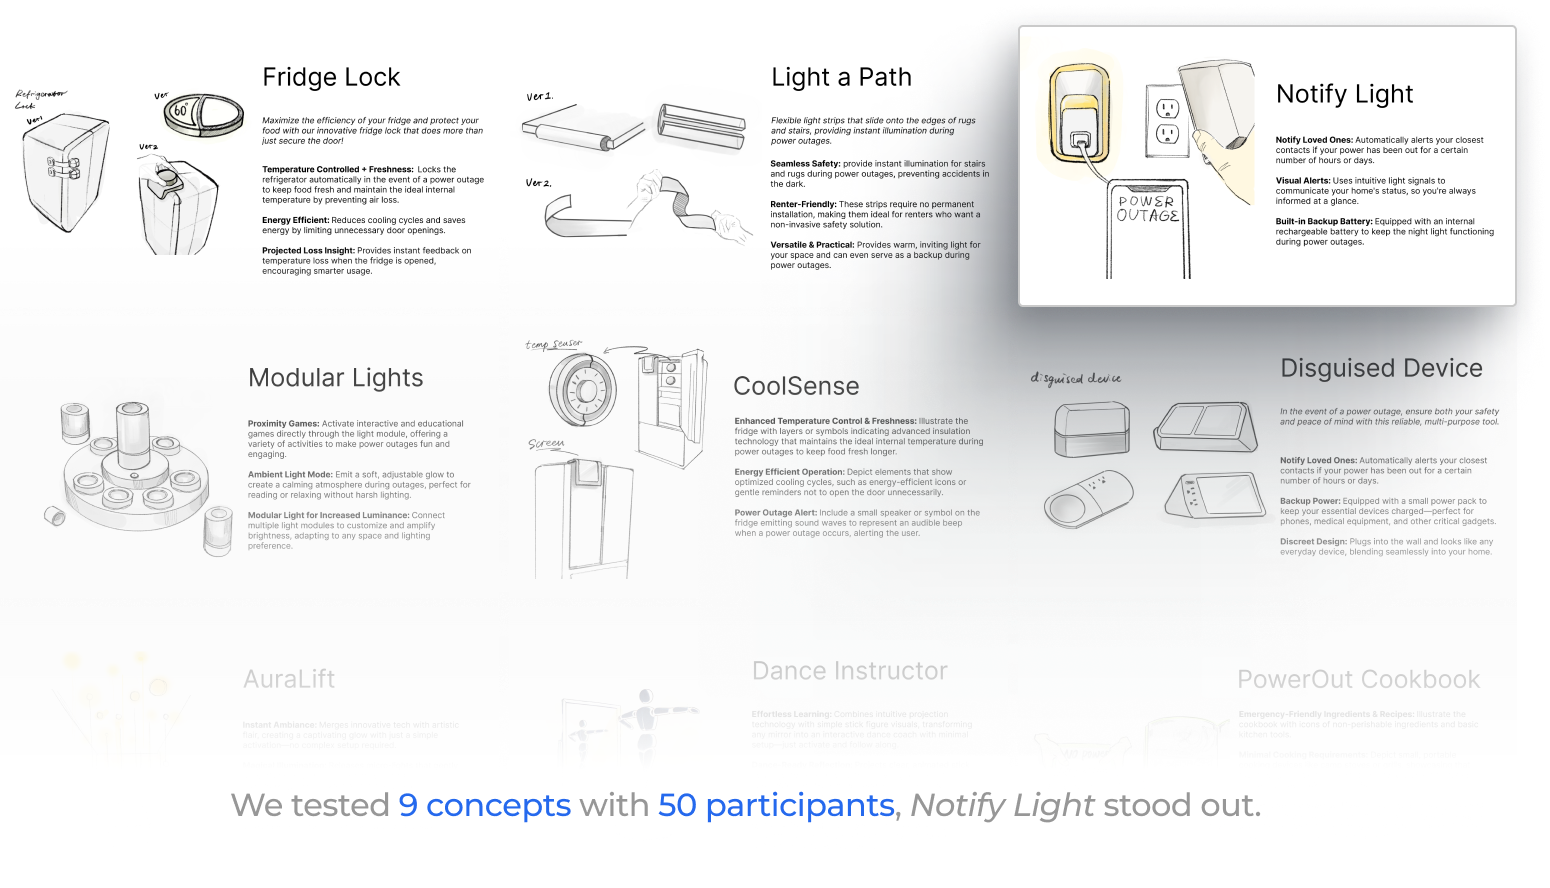 Refrigerator
Lock
Ver1
Ver
60°
Ver2
Fridge Lock
Maximize the efficiency of your fridge and protect your
food with our innovative fridge lock that does more than
just secure the door!
Temperature Controlled + Freshness: Locks the
refrigerator automatically in the event of a power outage
to keep food fresh and maintain the ideal internal
temperature by preventing air loss.
Energy Efficient: Reduces cooling cycles and saves
energy by limiting unnecessary door openings.
Projected Loss Insight: Provides instant feedback on
temperature loss when the fridge is opened,
encouraging smarter usage.
Ver 1.
Ver 2.
Light a Path
Flexible light strips that slide onto the edges of rugs
and stairs, providing instant illumination during
power outages.
Seamless Safety: provide instant illumination for stairs
and rugs during power outages, preventing accidents in
the dark.
Renter-Friendly: These strips require no permanent
installation, making them ideal for renters who want a
non-invasive safety solution.
Versatile & Practical: Provides warm, inviting light for
your space and can even serve as a backup during
power outages.
POWER
OUTAGE
Notify Light
Notify Loved Ones: Automatically alerts your closest
contacts if your power has been out for a certain
number of hours or days.
Visual Alerts: Uses intuitive light signals to
communicate your home's status, so you're always
informed at a glance.
Built-in Backup Battery: Equipped with an internal
rechargeable battery to keep the night light functioning
during power outages.
Modular Lights
Proximity Games: Activate interactive and educational
games directly through the light module, offering a
variety of activities to make power outages fun and
engaging.
Ambient Light Mode: Emit a soft, adjustable glow to
create a calming atmosphere during outages, perfect for
reading or relaxing without harsh lighting.
Modular Light for Increased Luminance: Connect
multiple light modules to customize and amplify
brightness, adapting to any space and lighting
preference.
temp senser
Screen
CoolSense
Enhanced Temperature Control & Freshness: Illustrate the
fridge with layers or symbols indicating advanced insulation
technology that maintains the ideal internal temperature during
power outages to keep food fresh longer.
Energy Efficient Operation: Depict elements that show
optimized cooling cycles, such as energy-efficient icons or
gentle reminders not to open the door unnecessarily.
Power Outage Alert: Include a small speaker or symbol on the
fridge emitting sound waves to represent an audible beep
when a power outage occurs, alerting the user.
disguised device
Disguised Device
In the event of a power outage, ensure both your safety
and peace of mind with this reliable, multi-purpose tool.
Notify Loved Ones: Automatically alerts your closest
contacts if your power has been out for a certain
number of hours or days.
Backup Power: Equipped with a small power pack to
keep your essential devices charged—perfect for
phones, medical equipment, and other critical gadgets.
Discreet Design: Plugs into the wall and looks like any
everyday device, blending seamlessly into your home.
AuraLift
Instant Ambiance: Merges innovative tech with artistic
flair, creating a captivating glow with just a simple
Dance Instructor
Effortless Learning: Combines intuitive projection
technology with simple stick figure visuals, transforming
any mirror into an interactive dance coach with minimal
PowerOut Cookbook
Emergency-Friendly Ingredients & Recipes: Illustrate the
cookbook with icons of non-perishable ingredients and basic
kitchen tools.
We tested 9 concepts with 50 participants, Notify Light stood out.